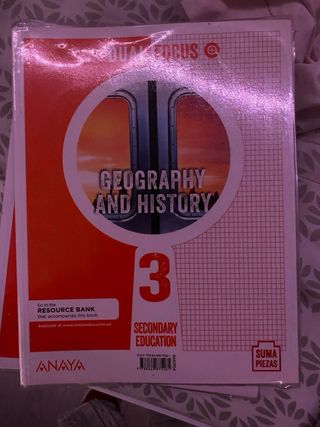 DUAL FOCUS
GEOGRAPHY
AND HISTORY
3
SECONDARY
EDUCATION
Go to the
RESOURCE BANK
that accompanies this book.
ANAYA
SUMA
PIEZAS